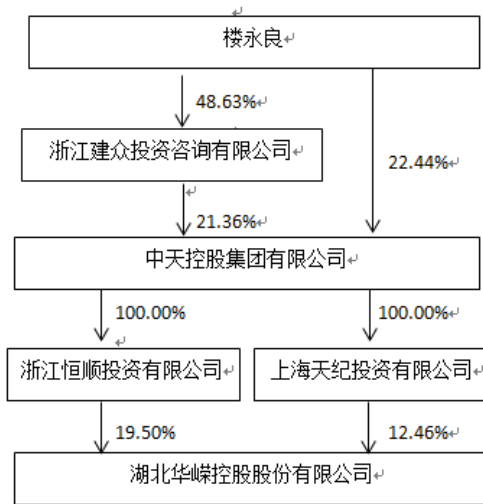 楼永良
48.63%
浙江建众投资咨询有限公司
22.44%
21.36%
中天控股集团有限公司
100.00%
100.00%
浙江恒顺投资有限公司
上海天纪投资有限公司
19.50%
12.46%
湖北华嵘控股股份有限公司